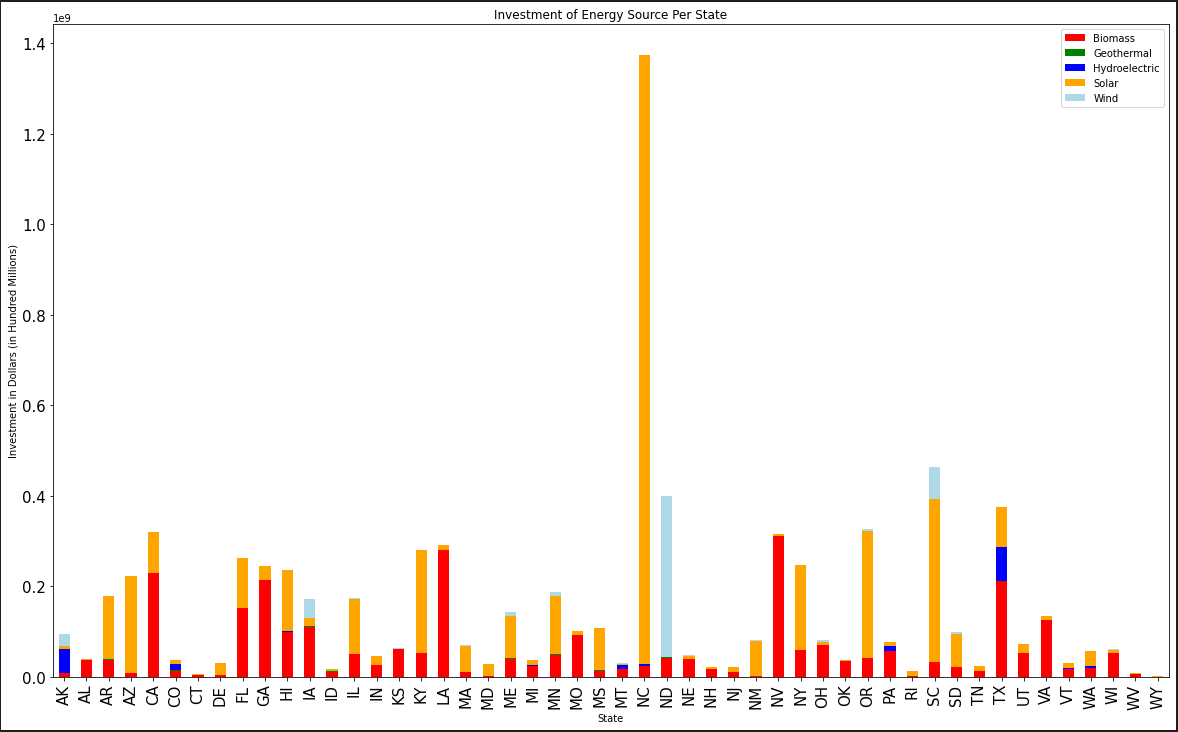 Investment of Energy Source Per State
1e9
Biomass
Geothermal
Hydroelectric
Solar
Wind
1.4
1.2
1.0
0.8
0.6
0.4
0.2
0.0
Investment in Dollars (in Hundred Millions)
AK AL AR AZ CA CO CT DE FL GA HI IA ID IL IN KS KY LA MA MD ME MI MN MO MS MT NC ND NE NH NJ NM NV NY OH OK OR PA RI SC SD TN TX UT VA VT WA WI WV WY
State